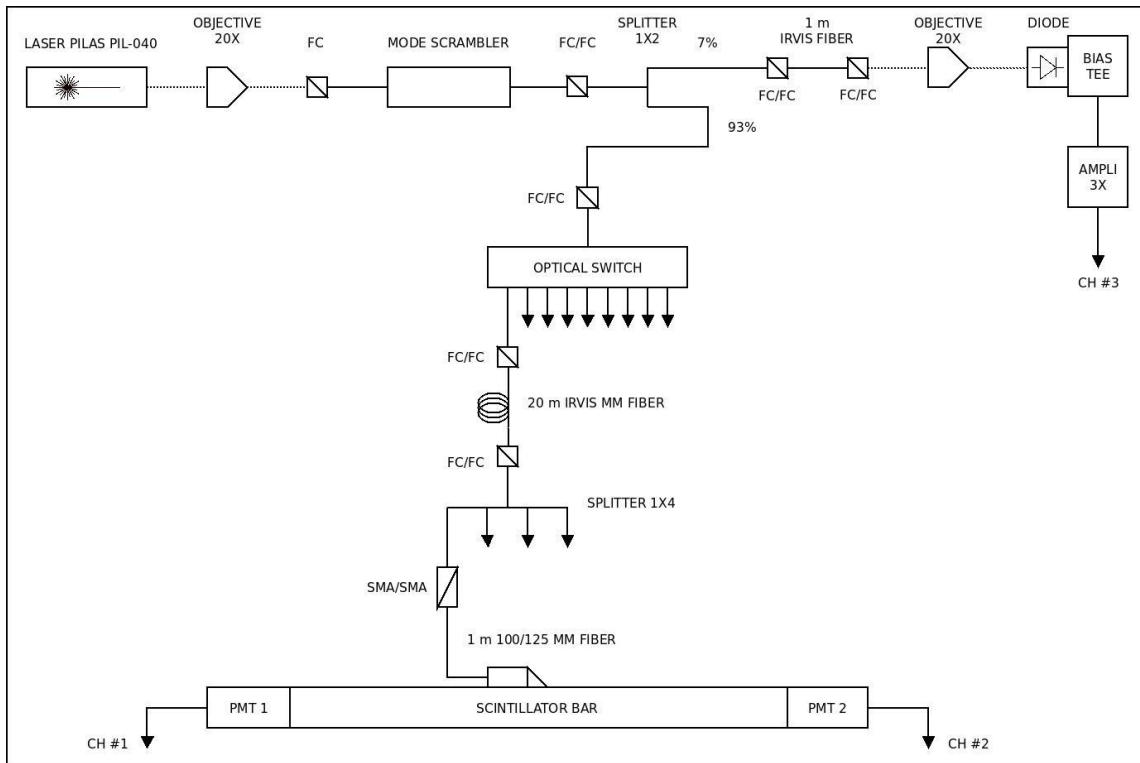 OBJECTIVE
20X
SPLITTER
1X2
1 m
IRVIS FIBER
OBJECTIVE
20X
DIODE
LASER PILAS PIL-040
FC
MODE SCRAMBLER
FC/FC
7%
BIAS
TEE
FC/FC
FC/FC
93%
AMPLI
3X
FC/FC
OPTICAL SWITCH
CH #3
FC/FC
20 m IRVIS MM FIBER
FC/FC
SPLITTER 1X4
SMA/SMA
1 m 100/125 MM FIBER
PMT 1
SCINTILLATOR BAR
PMT 2
CH #1
CH #2